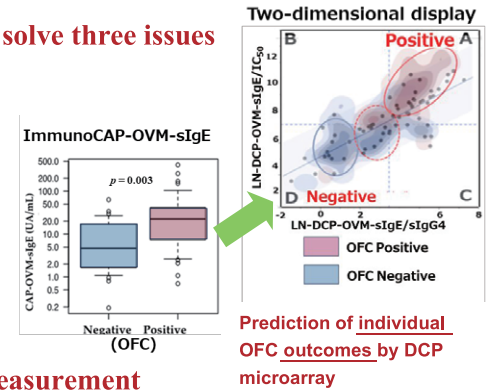 solve three issues
Two-dimensional display
B
Positive
A
LN-DCP-OVM-sIgE/IC50
12
10
8
6
4
2
D
Negative
C
-2
0
2
4
6
8
LN-DCP-OVM-sIgE/sIgG4
OFC Positive
OFC Negative
ImmunoCAP-OVM-sIgE
CAP-OVM-sIgE (UA/mL)
p = 0.003
500.0
200.0
100.0
50.0
20.0
10.0
5.0
2.0
1.0
0.5
0.2
Negative Positive
(OFC)
Prediction of individual
OFC outcomes by DCP
microarray
easurement